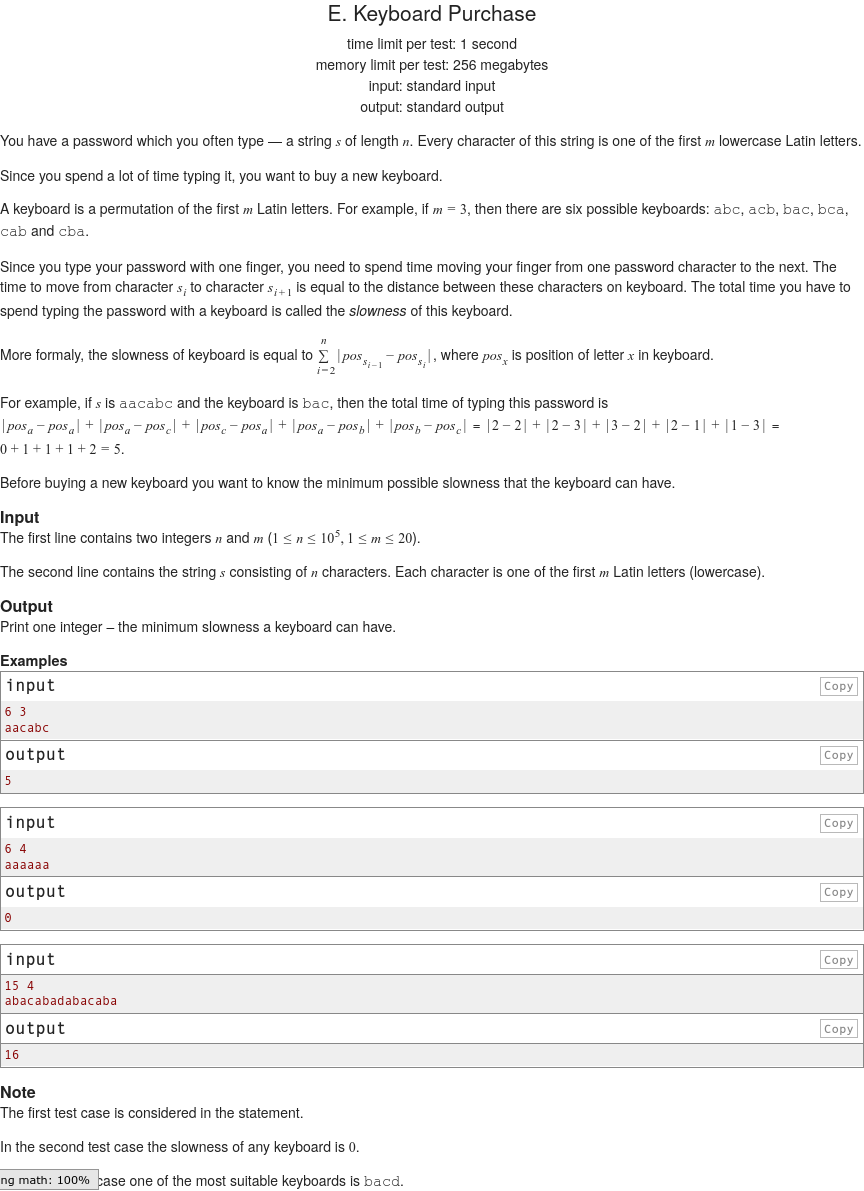 E. Keyboard Purchase
time limit per test: 1 second
memory limit per test: 256 megabytes
input: standard input
output: standard output
You have a password which you often type — a string s of length n. Every character of this string is one of the first m lowercase Latin letters.
Since you spend a lot of time typing it, you want to buy a new keyboard.
A keyboard is a permutation of the first m Latin letters. For example, if m = 3, then there are six possible keyboards: abc, acb, bac, bca,
cab and cba.
Since you type your password with one finger, you need to spend time moving your finger from one password character to the next. The
time to move from character s_i to character s_{i+1} is equal to the distance between these characters on keyboard. The total time you have to
spend typing the password with a keyboard is called the slowness of this keyboard.
More formaly, the slowness of keyboard is equal to \sum_{i=2}^{n} |pos_{s_{i-1}} − pos_{s_i}|, where pos_x is position of letter x in keyboard.
For example, if s is aacabc and the keyboard is bac, then the total time of typing this password is
|pos_a − pos_a| + |pos_a − pos_c| + |pos_c − pos_a| + |pos_a − pos_b| + |pos_b − pos_c| = |2 − 2| + |2 − 3| + |3 − 2| + |2 − 1| + |1 − 3| =
0 + 1 + 1 + 1 + 2 = 5.
Before buying a new keyboard you want to know the minimum possible slowness that the keyboard can have.
Input
The first line contains two integers n and m (1 ≤ n ≤ 10^5, 1 ≤ m ≤ 20).
The second line contains the string s consisting of n characters. Each character is one of the first m Latin letters (lowercase).
Output
Print one integer – the minimum slowness a keyboard can have.
Examples
input Copy
6 3
aacabc
output Copy
5
input Copy
6 4
aaaaaa
output Copy
0
input Copy
15 4
abacabadabacaba
output Copy
16
Note
The first test case is considered in the statement.
In the second test case the slowness of any keyboard is 0.
ng math: 100% case one of the most suitable keyboards is bacd.